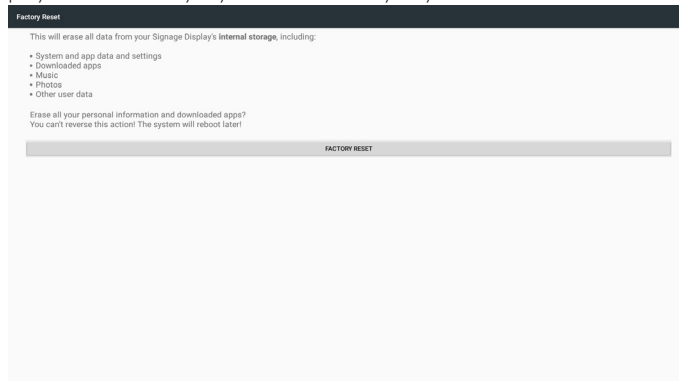 Factory Reset
This will erase all data from your Signage Display's internal storage, including:
• System and app data and settings
• Downloaded apps
• Music
• Photos
• Other user data
Erase all your personal information and downloaded apps?
You can't reverse this action! The system will reboot later!
FACTORY RESET